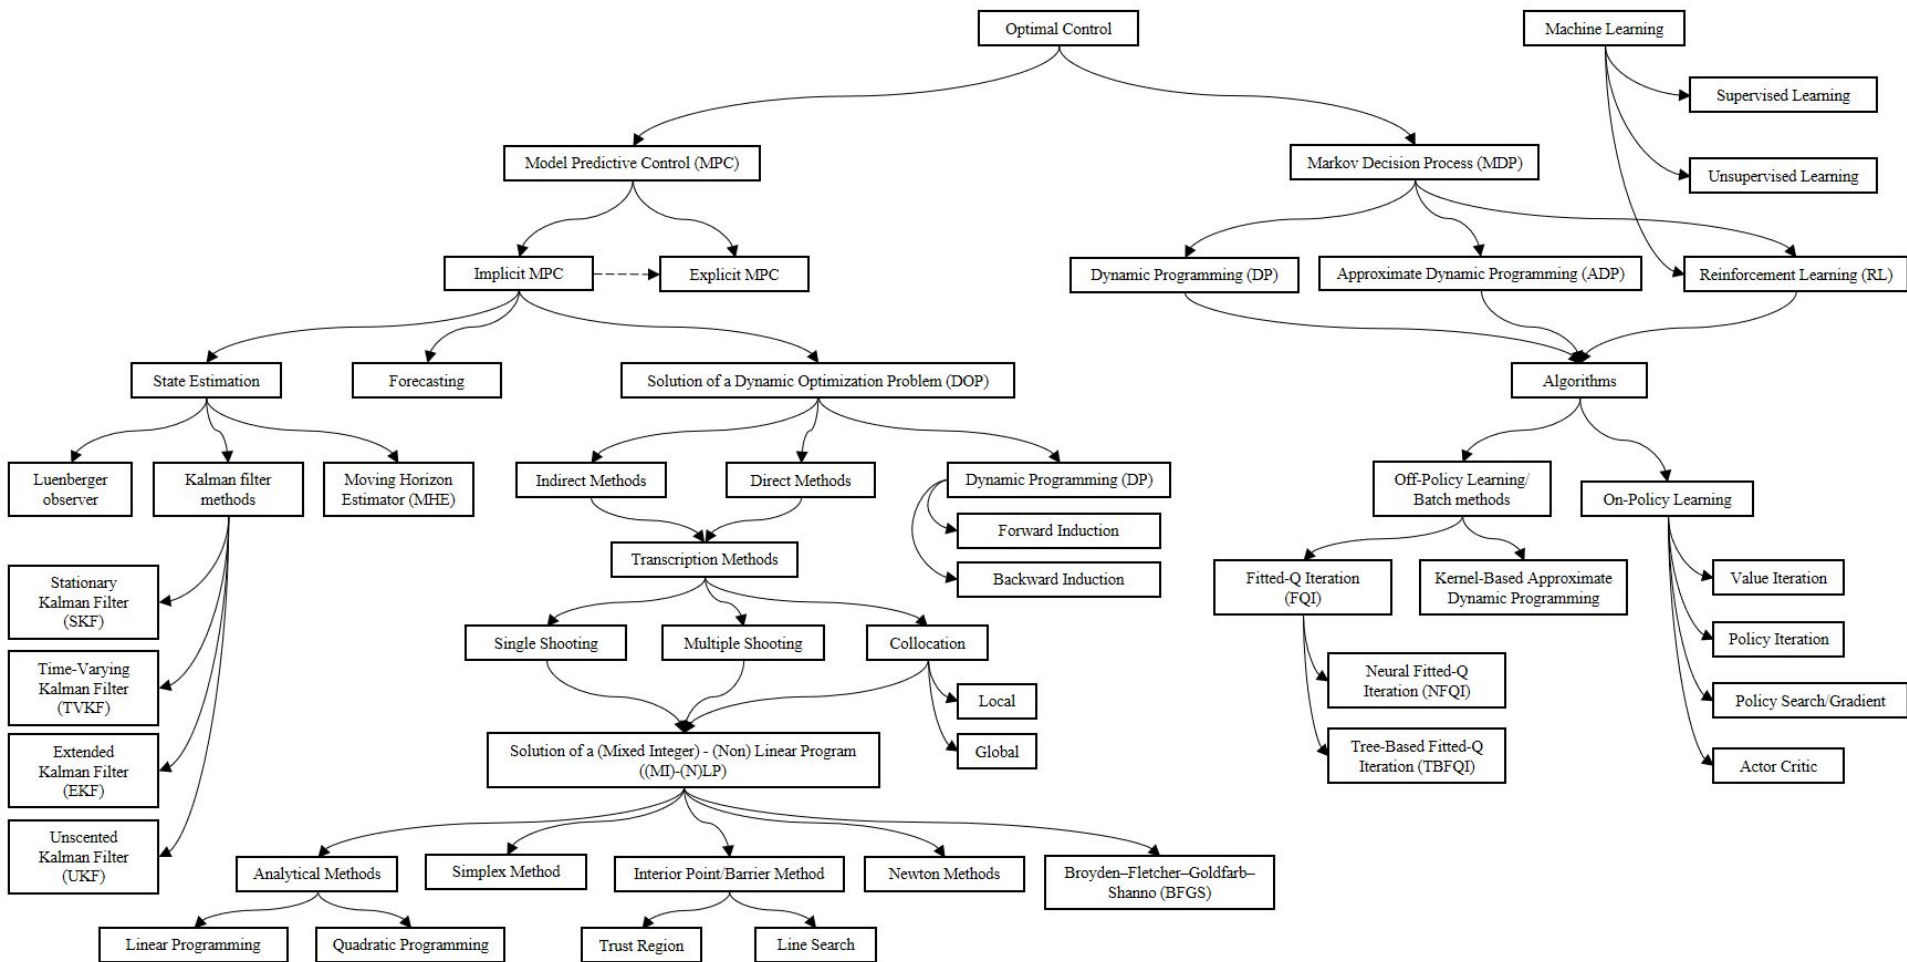 Optimal Control
Machine Learning
Supervised Learning
Model Predictive Control (MPC)
Markov Decision Process (MDP)
Unsupervised Learning
Implicit MPC
Explicit MPC
Dynamic Programming (DP)
Approximate Dynamic Programming (ADP)
Reinforcement Learning (RL)
State Estimation
Forecasting
Solution of a Dynamic Optimization Problem (DOP)
Algorithms
Luenberger
observer
Kalman filter
methods
Moving Horizon
Estimator (MHE)
Indirect Methods
Direct Methods
Dynamic Programming (DP)
Off-Policy Learning/
Batch methods
On-Policy Learning
Forward Induction
Transcription Methods
Backward Induction
Stationary
Kalman Filter
(SKF)
Fitted-Q Iteration
(FQI)
Kernel-Based Approximate
Dynamic Programming
Value Iteration
Single Shooting
Multiple Shooting
Collocation
Policy Iteration
Time-Varying
Kalman Filter
(TVKF)
Neural Fitted-Q
Iteration (NFQI)
Local
Policy Search/Gradient
Solution of a (Mixed Integer) - (Non) Linear Program
((MI)-(N)LP)
Global
Extended
Kalman Filter
(EKF)
Tree-Based Fitted-Q
Iteration (TBFQI)
Actor Critic
Unscented
Kalman Filter
(UKF)
Analytical Methods
Simplex Method
Interior Point/Barrier Method
Newton Methods
Broyden–Fletcher–Goldfarb–
Shanno (BFGS)
Linear Programming
Quadratic Programming
Trust Region
Line Search